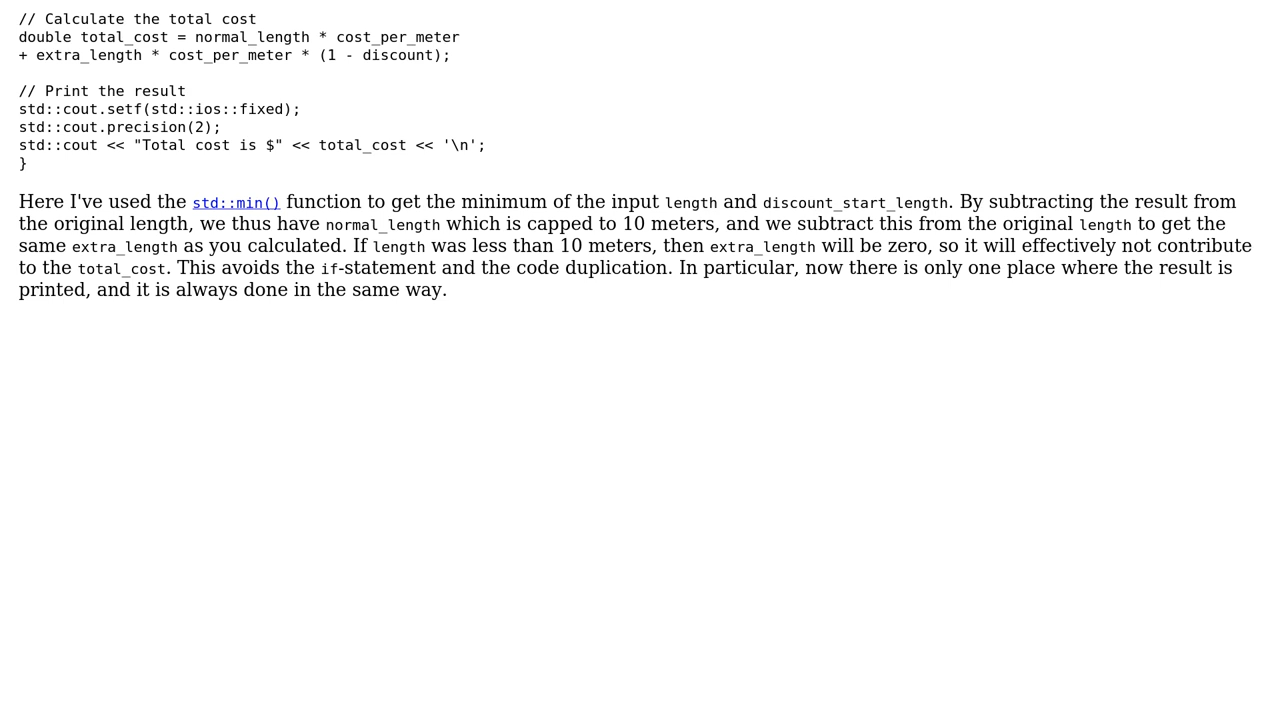 // Calculate the total cost
double total_cost = normal_length * cost_per_meter
+ extra_length * cost_per_meter * (1 - discount);
// Print the result
std::cout.setf(std::ios::fixed);
std::cout.precision(2);
std::cout << "Total cost is $" << total_cost << '\n';
}
Here I've used the std::min() function to get the minimum of the input length and discount_start_length. By subtracting the result from
the original length, we thus have normal_length which is capped to 10 meters, and we subtract this from the original length to get the
same extra_length as you calculated. If length was less than 10 meters, then extra_length will be zero, so it will effectively not contribute
to the total_cost. This avoids the if-statement and the code duplication. In particular, now there is only one place where the result is
printed, and it is always done in the same way.